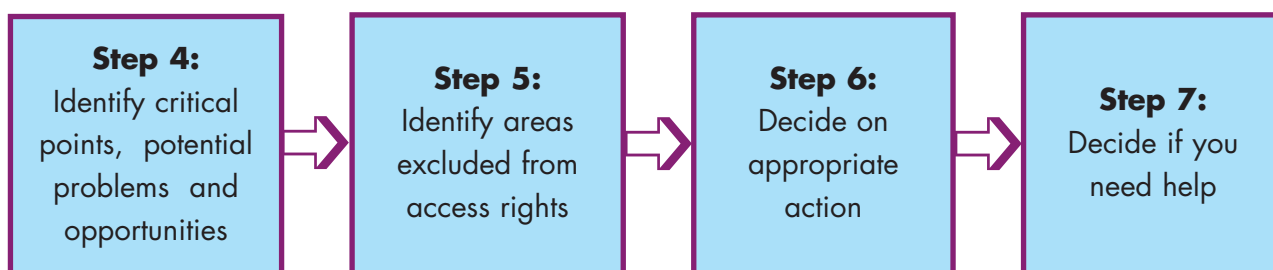 Step 4:
Identify critical
points, potential
problems and
opportunities
Step 5:
Identify areas
excluded from
access rights
Step 6:
Decide on
appropriate
action
Step 7:
Decide if you
need help